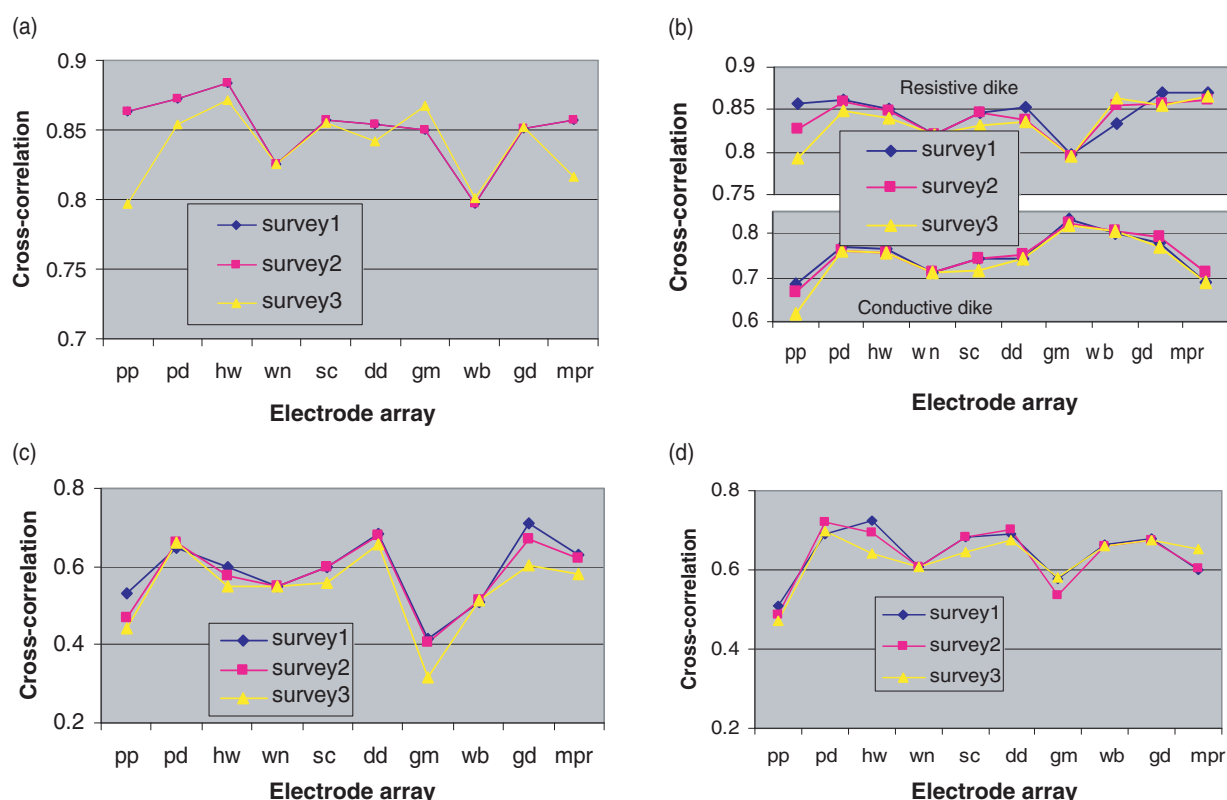 (a)
0.9
0.85
0.8
0.75
0.7
Cross-correlation
survey1
survey2
survey3
pp pd hw wn sc dd gm wb gd mpr
Electrode array
(b)
0.9
0.85
0.8
0.75
0.8
0.7
0.6
Cross-correlation
Resistive dike
survey1
survey2
survey3
Conductive dike
pp pd hw wn sc dd gm wb gd mpr
Electrode array
(c)
0.8
0.6
0.4
0.2
Cross-correlation
survey1
survey2
survey3
pp pd hw wn sc dd gm wb gd mpr
Electrode array
(d)
0.8
0.6
0.4
0.2
Cross-correlation
survey1
survey2
survey3
pp pd hw wn sc dd gm wb gd mpr
Electrode array